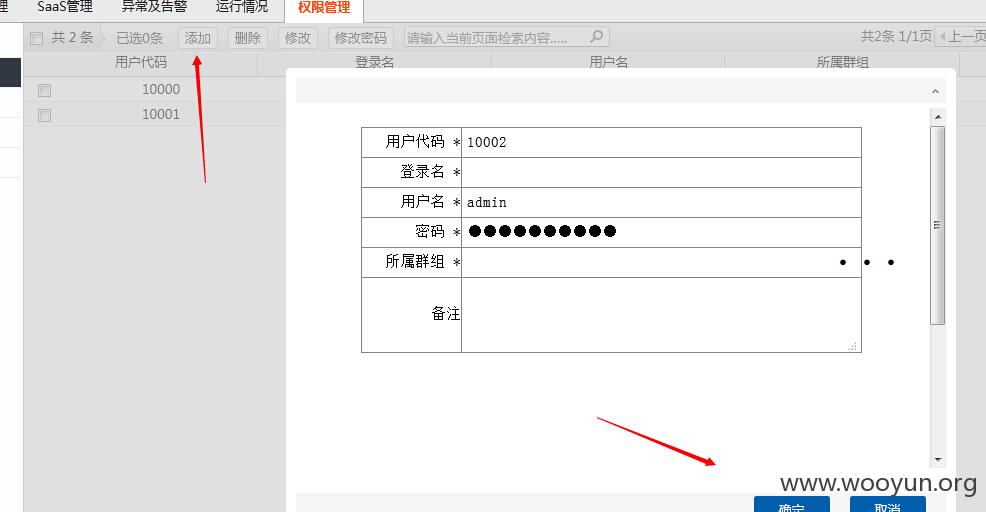 理 SaaS管理 异常及告警 运行情况 权限管理
共 2 条 已选0条 添加 删除 修改 修改密码 请输入当前页面检索内容..... 共2条 1/1页 上一页
用户代码 登录名 用户名 所属群组
10000
10001
用户代码 * 10002
登录名 *
用户名 * admin
密码 * ●●●●●●●●●●
所属群组 * • • •
备注
www.wooyun.org
确定 取消